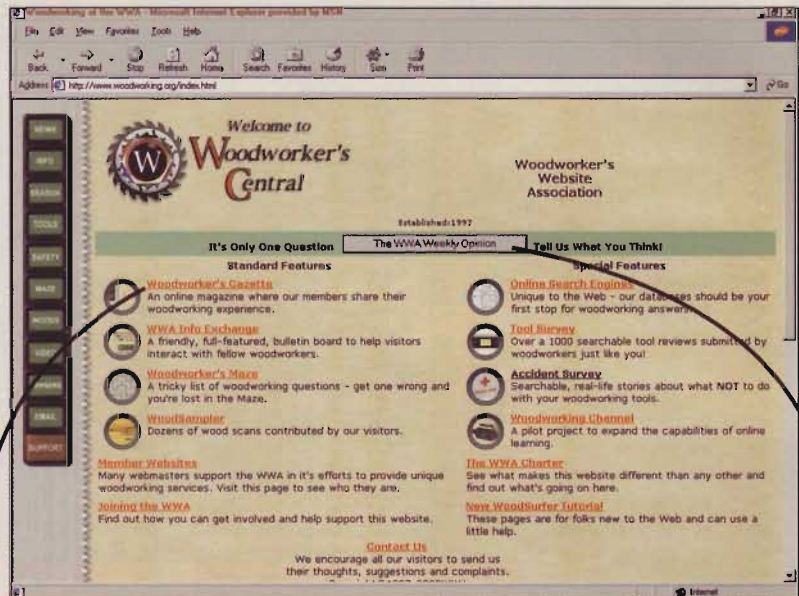 Woodworking at the WWA - Microsoft Internet Explorer provided by MSN
File Edit View Favorites Tools Help
Back Forward Stop Refresh Home Search Favorites History Size Print
Address http://www.woodworking.org/index.html Go
NEWS
INFO
SEARCH
TOOLS
SAFETY
MAZE
VIDEO
EMAIL
SUPPORT
Welcome to
Woodworker's
Central
W
Woodworker's
Website
Association
Established:1997
It's Only One Question The WWA Weekly Opinion Tell Us What You Think!
Standard Features
Woodworker's Gazette
An online magazine where our members share their
woodworking experience.
WWA Info Exchange
A friendly, full-featured, bulletin board to help visitors
interact with fellow woodworkers.
Woodworker's Maze
A tricky list of woodworking questions - get one wrong and
you're lost in the Maze.
WoodSampler
Dozens of wood scans contributed by our visitors.
Member Websites
Many webmasters support the WWA in it's efforts to provide unique
woodworking services. Visit this page to see who they are.
Joining the WWA
Find out how you can get involved and help support this website.
Special Features
Online Search Engines
Unique to the Web - our databases should be your
first stop for woodworking answers.
Tool Survey
Over a 1000 searchable tool reviews submitted by
woodworkers just like you!
Accident Survey
Searchable, real-life stories about what NOT to do
with your woodworking tools.
Woodworking Channel
A pilot project to expand the capabilities of online
learning.
The WWA Charter
See what makes this website different than any other and
find out what's going on here.
New WoodSurfer Tutorial
These pages are for folks new to the Web and can use a
little help.
Contact Us
We encourage all our visitors to send us
their thoughts, suggestions and complaints.
Internet